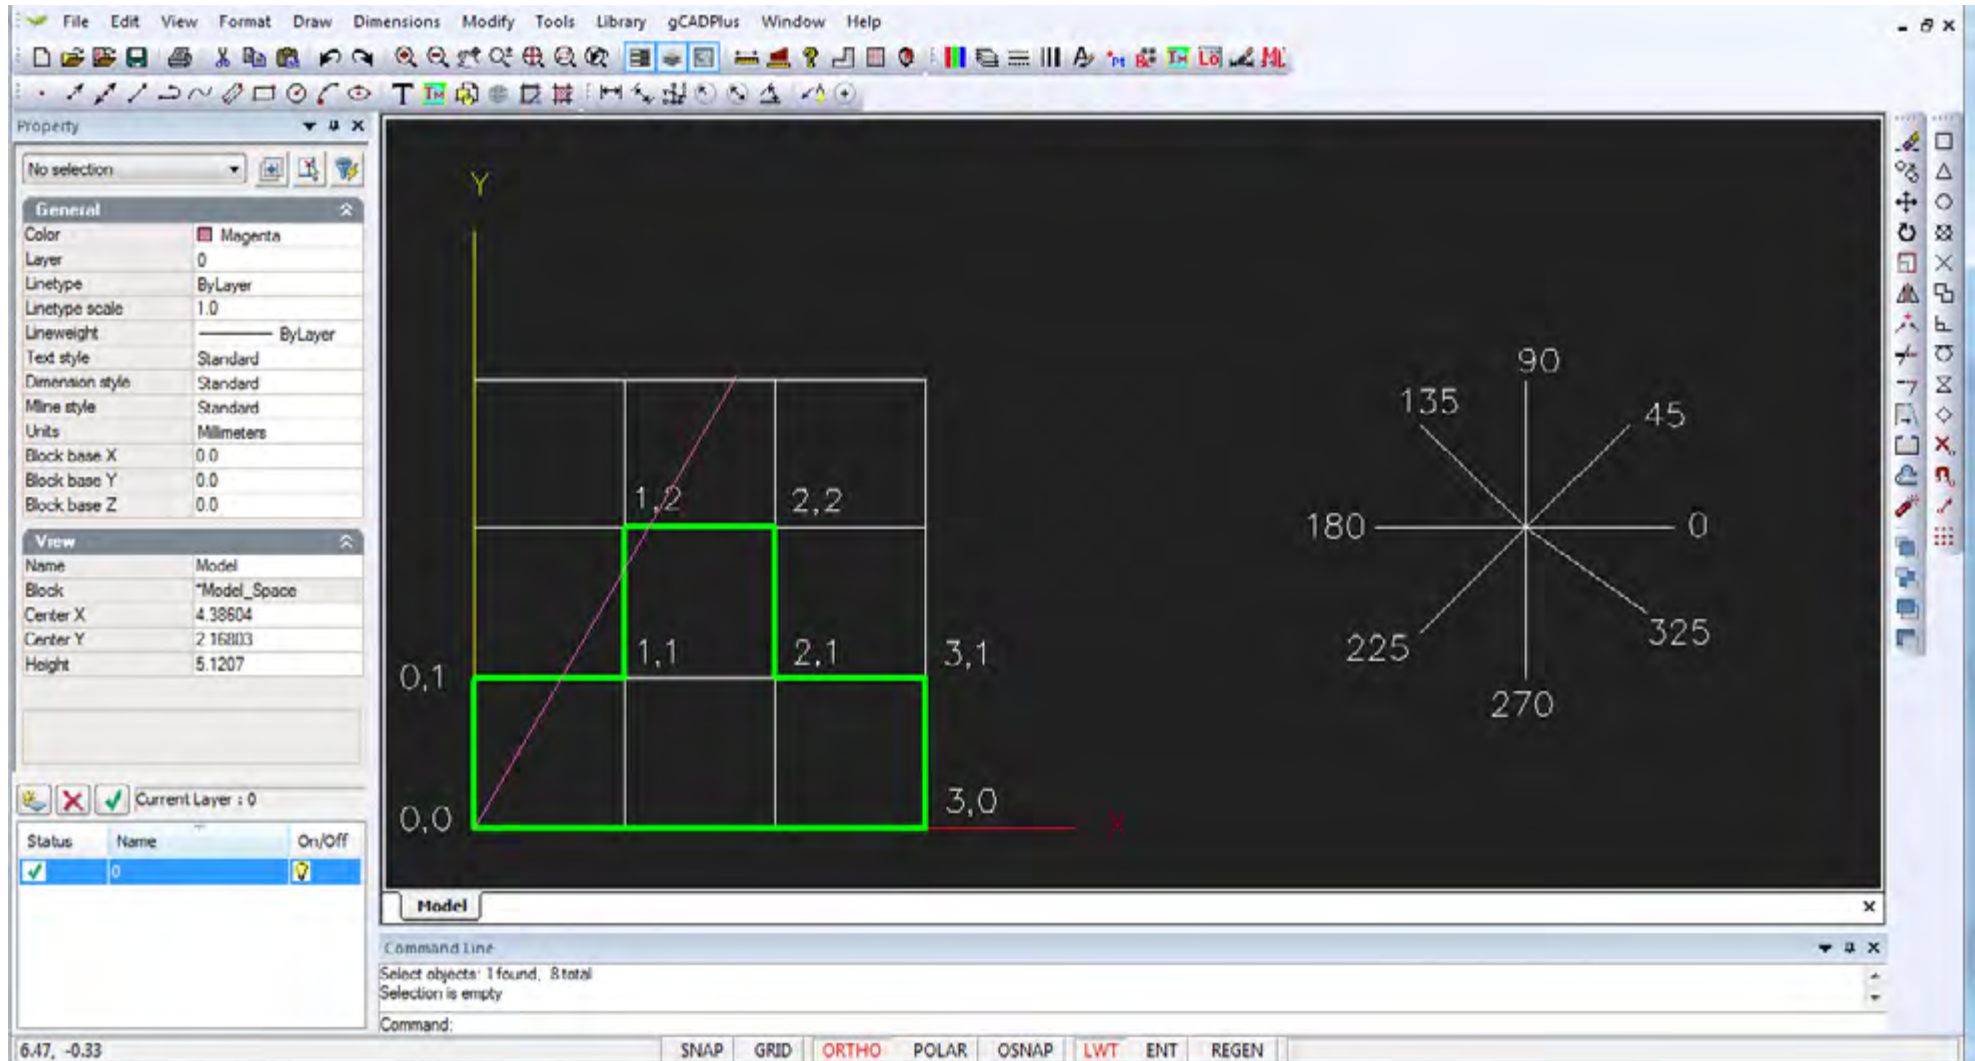 File Edit View Format Draw Dimensions Modify Tools Library gCADPlus Window Help
Property
No selection
General
Color Magenta
Layer 0
Linetype ByLayer
Linetype scale 1.0
Lineweight ByLayer
Text style Standard
Dimension style Standard
Mline style Standard
Units Millimeters
Block base X 0.0
Block base Y 0.0
Block base Z 0.0
View
Name Model
Block *Model_Space
Center X 4.38604
Center Y 2.16803
Height 5.1207
Current Layer : 0
Status Name On/Off
0
Y
1,2 2,2
0,1 1,1 2,1 3,1
0,0 3,0 X
90
135 45
180 0
225 325
270
Model
Command Line
Select objects: 1 found, 8 total
Selection is empty
Command:
6.47, -0.33 SNAP GRID ORTHO POLAR OSNAP LWT ENT REGEN